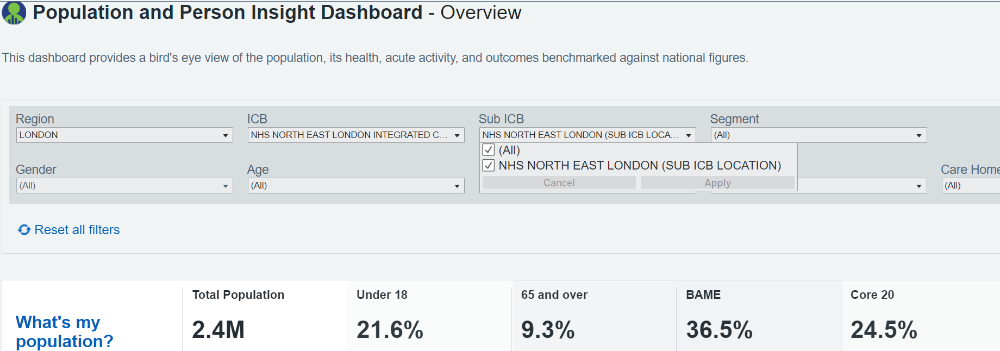 Population and Person Insight Dashboard - Overview
This dashboard provides a bird's eye view of the population, its health, acute activity, and outcomes benchmarked against national figures.
Region
ICB
Sub ICB
Segment
LONDON
NHS NORTH EAST LONDON INTEGRATED C...
NHS NORTH EAST LONDON (SUB ICB LOCA...
(All)
(All)
NHS NORTH EAST LONDON (SUB ICB LOCATION)
Cancel
Apply
Gender
Age
Care Home
(All)
(All)
(All)
Reset all filters
What's my
population?
Total Population
2.4M
Under 18
21.6%
65 and over
9.3%
BAME
36.5%
Core 20
24.5%